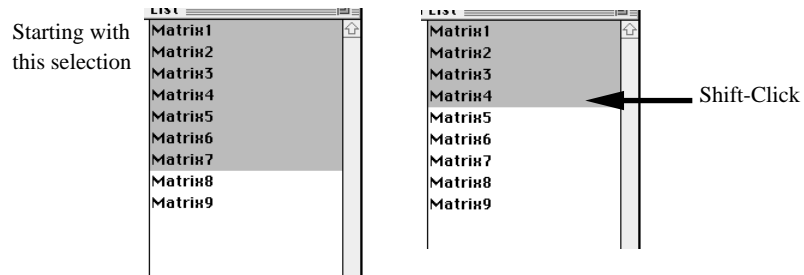 List
Starting with
this selection
Matrix1
Matrix2
Matrix3
Matrix4
Matrix5
Matrix6
Matrix7
Matrix8
Matrix9
List
Matrix1
Matrix2
Matrix3
Matrix4
Matrix5
Matrix6
Matrix7
Matrix8
Matrix9
Shift-Click